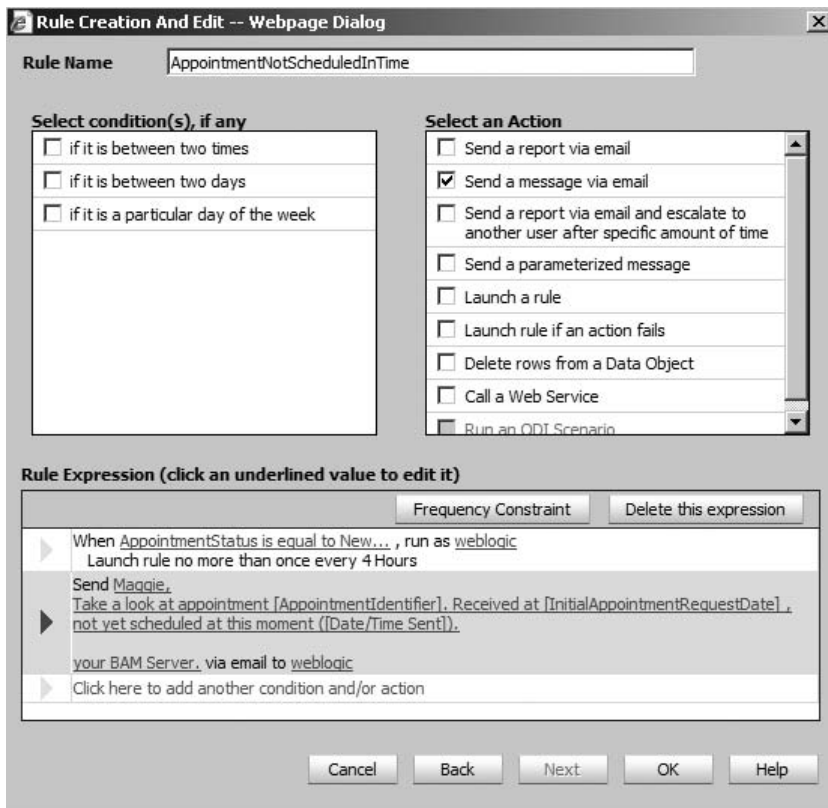 Rule Creation And Edit -- Webpage Dialog
Rule Name AppointmentNotScheduledInTime
Select condition(s), if any
if it is between two times
if it is between two days
if it is a particular day of the week
Select an Action
Send a report via email
Send a message via email
Send a report via email and escalate to
another user after specific amount of time
Send a parameterized message
Launch a rule
Launch rule if an action fails
Delete rows from a Data Object
Call a Web Service
Run an ODI Scenario
Rule Expression (click an underlined value to edit it)
Frequency Constraint Delete this expression
When AppointmentStatus is equal to New... , run as weblogic
Launch rule no more than once every 4 Hours
Send Maggie,
Take a look at appointment [AppointmentIdentifier]. Received at [InitialAppointmentRequestDate] ,
not yet scheduled at this moment ([Date/Time Sent]).
your BAM Server. via email to weblogic
Click here to add another condition and/or action
Cancel Back Next OK Help